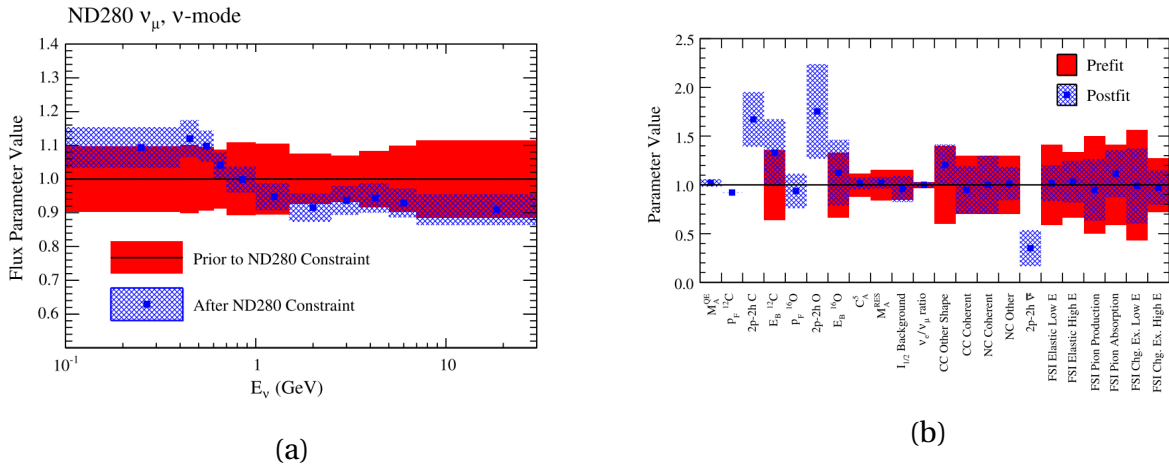 ND280 νμ, ν-mode
Flux Parameter Value
1.4
1.3
1.2
1.1
1.0
0.9
0.8
0.7
0.6
Prior to ND280 Constraint
After ND280 Constraint
10⁻¹
1
10
Eν (GeV)
(a)
Parameter Value
2.5
2.0
1.5
1.0
0.5
0.0
Prefit
Postfit
M_A^QE
p_F ¹²C
2p-2h C
E_B ¹²C
p_F ¹⁶O
2p-2h O
E_B ¹⁶O
C_A^5
M_A^RES
I1/2 Background
νe/νμ ratio
CC Other Shape
CC Coherent
NC Coherent
NC Other
2p-2h ν̄
FSI Elastic Low E
FSI Elastic High E
FSI Pion Production
FSI Pion Absorption
FSI Chg. Ex. Low E
FSI Chg. Ex. High E
(b)